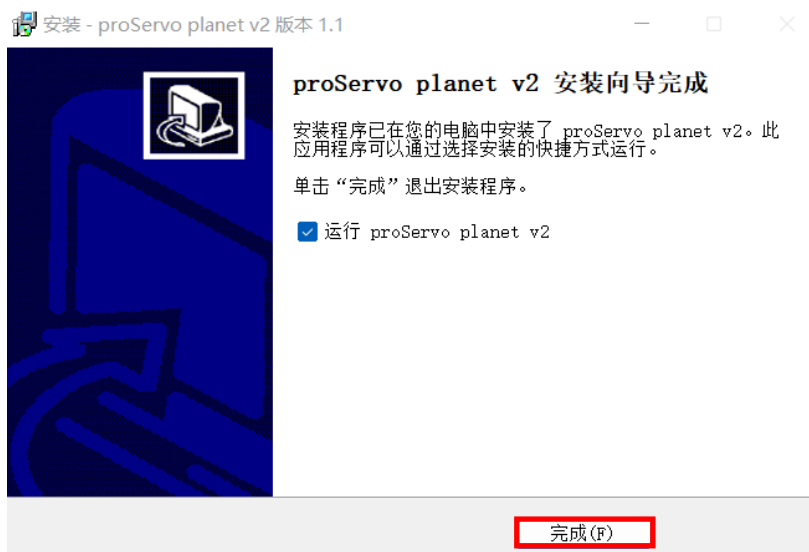 安装 - proServo planet v2 版本 1.1
proServo planet v2 安装向导完成
安装程序已在您的电脑中安装了 proServo planet v2。此
应用程序可以通过选择安装的快捷方式运行。
单击“完成”退出安装程序。
运行 proServo planet v2
完成(F)